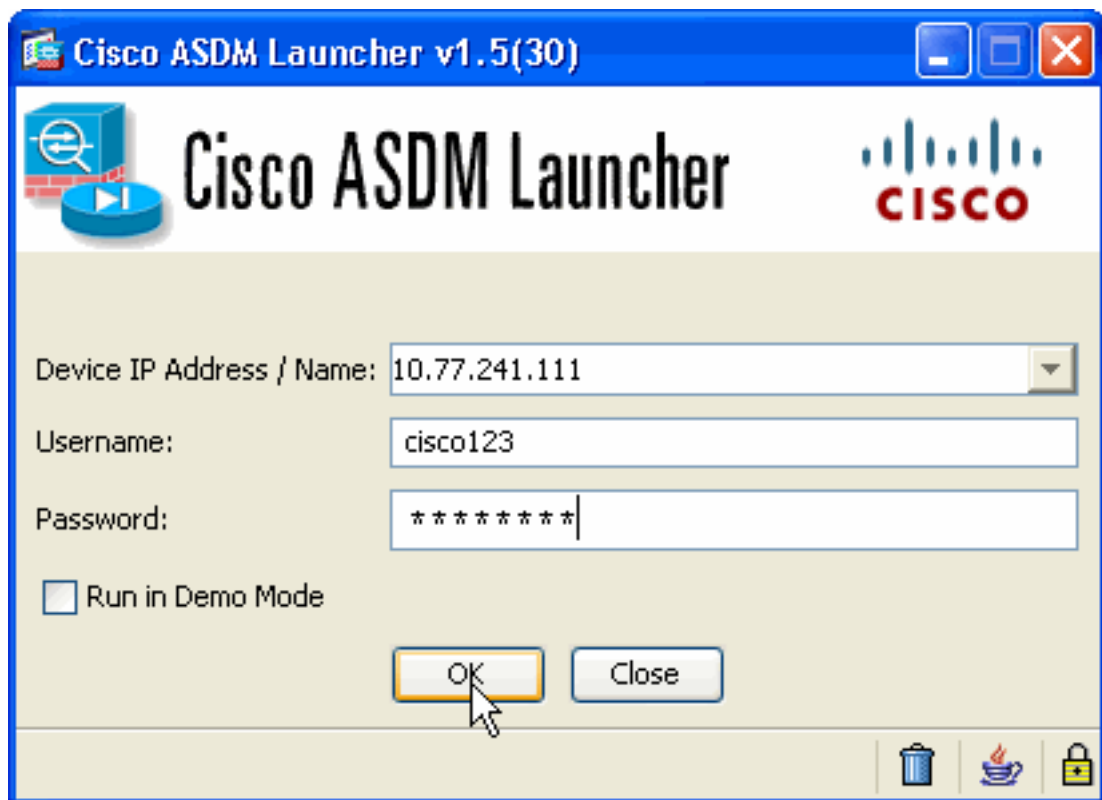 Cisco ASDM Launcher v1.5(30)
Cisco ASDM Launcher
CISCO
Device IP Address / Name: 10.77.241.111
Username: cisco123
Password: ********
Run in Demo Mode
OK Close